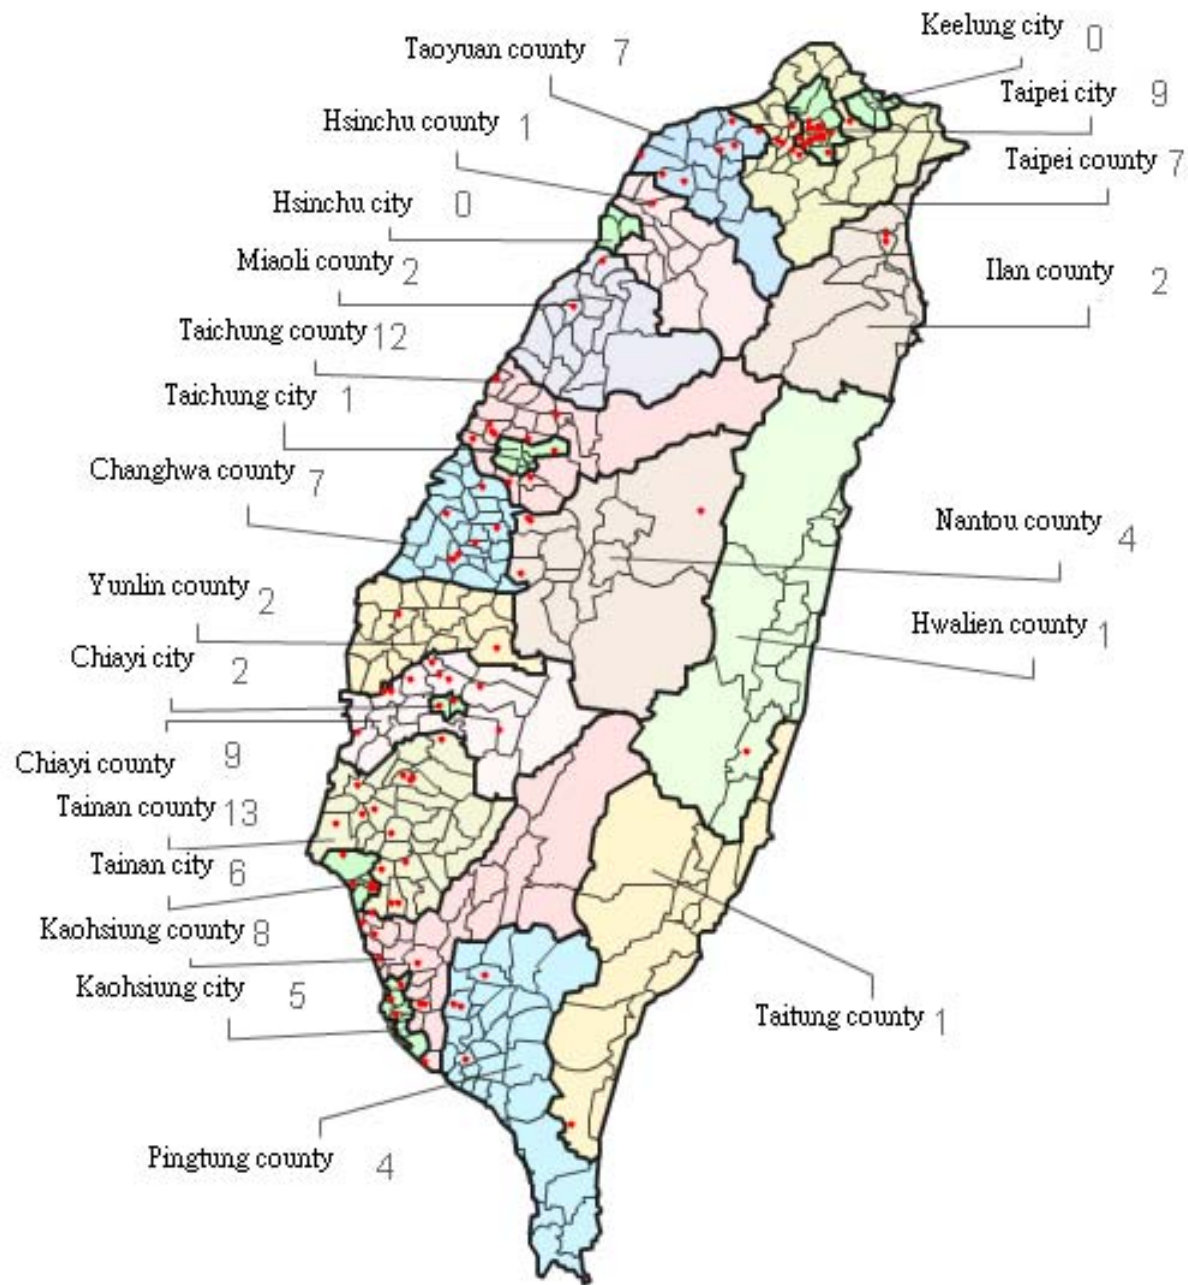 Keelung city 0
Taoyuan county 7
Taipei city 9
Hsinchu county 1
Taipei county 7
Hsinchu city 0
Miaoli county 2
Ilan county 2
Taichung county 12
Taichung city 1
Changhwa county 7
Nantou county 4
Yunlin county 2
Hwalien county 1
Chiayi city 2
Chiayi county 9
Tainan county 13
Tainan city 6
Kaohsiung county 8
Kaohsiung city 5
Taitung county 1
Pingtung county 4